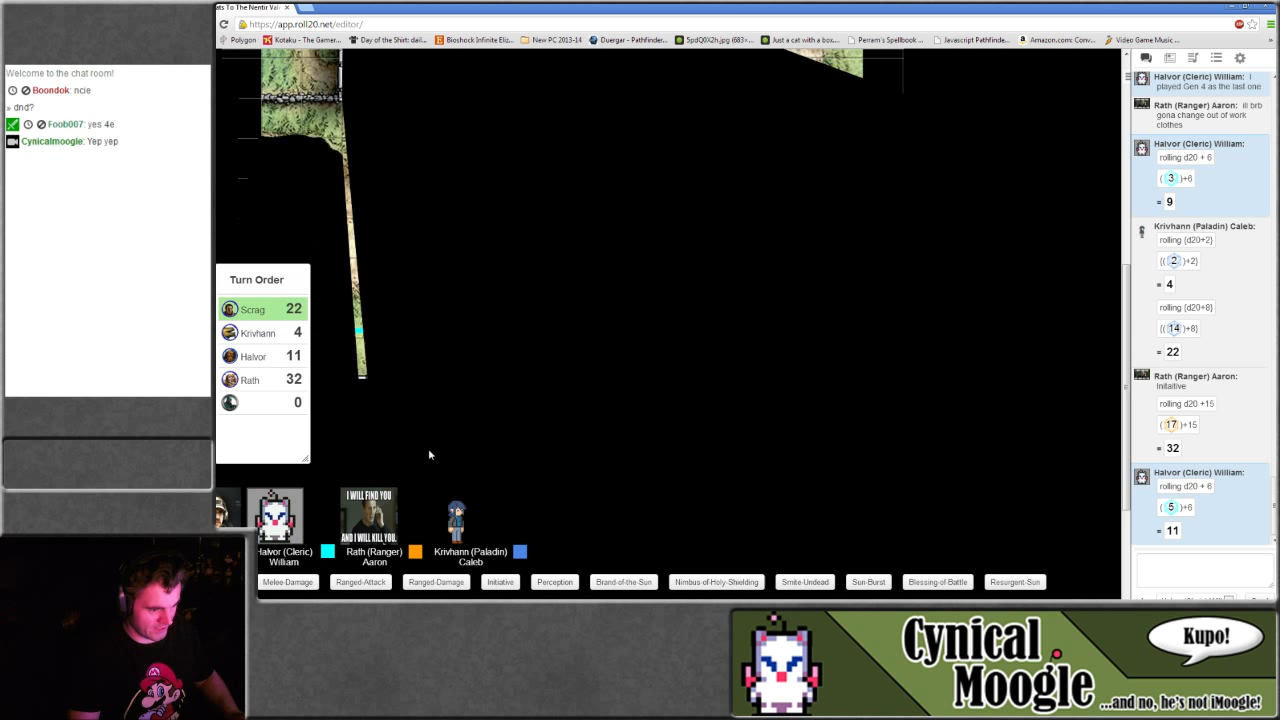 ats To The Nentir Val
https://app.roll20.net/editor/
Polygon
Kotaku - The Gamer...
Day of the Shirt: dail...
Bioshock Infinite Eliz...
New PC 2013-14
Duergar - Pathfinder...
5pdQ0X2h.jpg (683×...
Just a cat with a box...
Perram's Spellbook ...
Javascript Pathfinde...
Amazon.com: Conv...
Video Game Music ...
Welcome to the chat room!
Boondok: ncie
» dnd?
Foob007: yes 4e
Cynicalmoogle: Yep yep
Turn Order
Scrag 22
Krivhann 4
Halvor 11
Rath 32
0
I WILL FIND YOU
AND I WILL KILL YOU.
Halvor (Cleric)
William
Rath (Ranger)
Aaron
Krivhann (Paladin)
Caleb
Melee-Damage
Ranged-Attack
Ranged-Damage
Initiative
Perception
Brand-of-the-Sun
Nimbus-of-Holy-Shielding
Smite-Undead
Sun-Burst
Blessing-of-Battle
Resurgent-Sun
Halvor (Cleric) William: I
played Gen 4 as the last one
Rath (Ranger) Aaron: ill brb
gona change out of work
clothes
Halvor (Cleric) William:
rolling d20 + 6
(3)+6
= 9
Krivhann (Paladin) Caleb:
rolling {d20+2}
{(2)+2}
= 4
rolling {d20+8}
{(14)+8}
= 22
Rath (Ranger) Aaron:
Initaitive
rolling d20 +15
(17)+15
= 32
Halvor (Cleric) William:
rolling d20 + 6
(5)+6
= 11
Cynical
Moogle
Kupo!
...and no, he's not iMoogle!